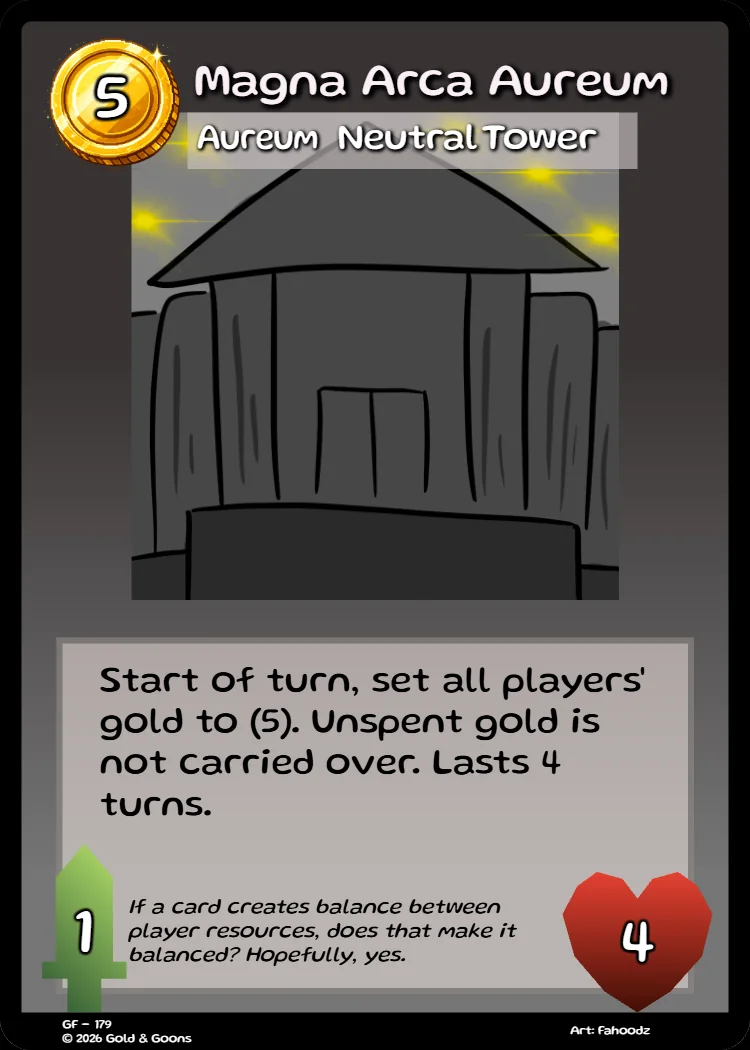 5
Magna Arca Aureum
Aureum Neutral Tower
Start of turn, set all players'
gold to (5). Unspent gold is
not carried over. Lasts 4
turns.
1
If a card creates balance between
player resources, does that make it
balanced? Hopefully, yes.
4
GF - 179
© 2026 Gold & Goons
Art: Fahoodz